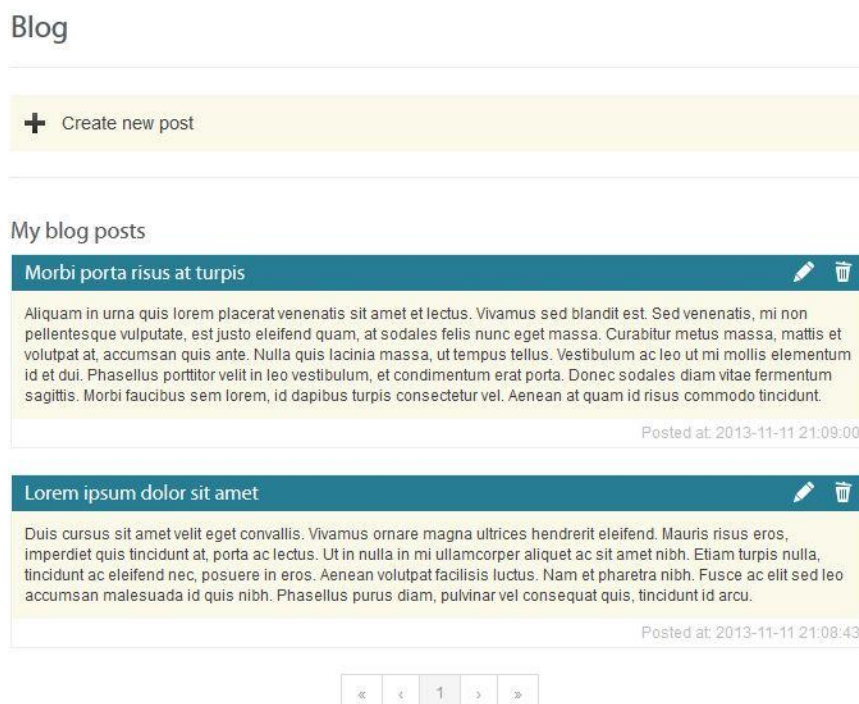 Blog
Create new post
My blog posts
Morbi porta risus at turpis
Aliquam in urna quis lorem placerat venenatis sit amet et lectus. Vivamus sed blandit est. Sed venenatis, mi non
pellentesque vulputate, est justo eleifend quam, at sodales felis nunc eget massa. Curabitur metus massa, mattis et
volutpat at, accumsan quis ante. Nulla quis lacinia massa, ut tempus tellus. Vestibulum ac leo ut mi mollis elementum
id et dui. Phasellus porttitor velit in leo vestibulum, et condimentum erat porta. Donec sodales diam vitae fermentum
sagittis. Morbi faucibus sem lorem, id dapibus turpis consectetur vel. Aenean at quam id risus commodo tincidunt.
Posted at: 2013-11-11 21:09:00
Lorem ipsum dolor sit amet
Duis cursus sit amet velit eget convallis. Vivamus ornare magna ultrices hendrerit eleifend. Mauris risus eros,
imperdiet quis tincidunt at, porta ac lectus. Ut in nulla in mi ullamcorper aliquet ac sit amet nibh. Etiam turpis nulla,
tincidunt ac eleifend nec, posuere in eros. Aenean volutpat facilisis luctus. Nam et pharetra nibh. Fusce ac elit sed leo
accumsan malesuada id quis nibh. Phasellus purus diam, pulvinar vel consequat quis, tincidunt id arcu.
Posted at: 2013-11-11 21:08:43
« ‹ 1 › »